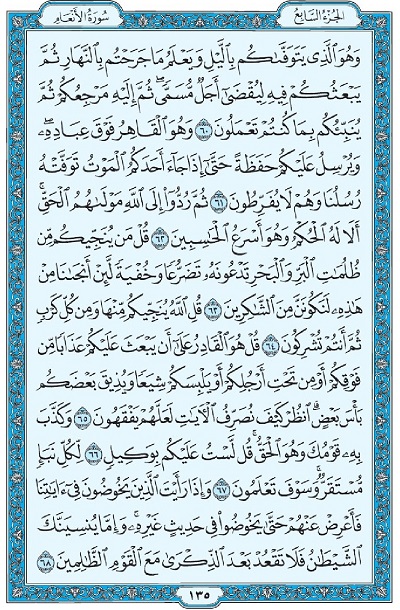 الجزء السابع سورة الأنعام
وَهُوَ ٱلَّذِى يَتَوَفَّىٰكُم بِٱلَّيْلِ وَيَعْلَمُ مَا جَرَحْتُم بِٱلنَّهَارِ ثُمَّ
يَبْعَثُكُمْ فِيهِ لِيُقْضَىٰٓ أَجَلٌ مُّسَمًّى ۖ ثُمَّ إِلَيْهِ مَرْجِعُكُمْ ثُمَّ
يُنَبِّئُكُم بِمَا كُنتُمْ تَعْمَلُونَ ٦٠ وَهُوَ ٱلْقَاهِرُ فَوْقَ عِبَادِهِۦ ۖ
وَيُرْسِلُ عَلَيْكُمْ حَفَظَةً حَتَّىٰٓ إِذَا جَآءَ أَحَدَكُمُ ٱلْمَوْتُ تَوَفَّتْهُ
رُسُلُنَا وَهُمْ لَا يُفَرِّطُونَ ٦١ ثُمَّ رُدُّوٓا۟ إِلَى ٱللَّهِ مَوْلَىٰهُمُ ٱلْحَقِّ ۚ
أَلَا لَهُ ٱلْحُكْمُ وَهُوَ أَسْرَعُ ٱلْحَٰسِبِينَ ٦٢ قُلْ مَن يُنَجِّيكُم مِّن
ظُلُمَٰتِ ٱلْبَرِّ وَٱلْبَحْرِ تَدْعُونَهُۥ تَضَرُّعًا وَخُفْيَةً لَّئِنْ أَنجَىٰنَا مِنْ
هَٰذِهِۦ لَنَكُونَنَّ مِنَ ٱلشَّٰكِرِينَ ٦٣ قُلِ ٱللَّهُ يُنَجِّيكُم مِّنْهَا وَمِن كُلِّ كَرْبٍ
ثُمَّ أَنتُمْ تُشْرِكُونَ ٦٤ قُلْ هُوَ ٱلْقَادِرُ عَلَىٰٓ أَن يَبْعَثَ عَلَيْكُمْ عَذَابًا مِّن
فَوْقِكُمْ أَوْ مِن تَحْتِ أَرْجُلِكُمْ أَوْ يَلْبِسَكُمْ شِيَعًا وَيُذِيقَ بَعْضَكُم
بَأْسَ بَعْضٍ ۗ ٱنظُرْ كَيْفَ نُصَرِّفُ ٱلْءَايَٰتِ لَعَلَّهُمْ يَفْقَهُونَ ٦٥ وَكَذَّبَ
بِهِۦ قَوْمُكَ وَهُوَ ٱلْحَقُّ ۚ قُل لَّسْتُ عَلَيْكُم بِوَكِيلٍ ٦٦ لِّكُلِّ نَبَإٍ
مُّسْتَقَرٌّ ۚ وَسَوْفَ تَعْلَمُونَ ٦٧ وَإِذَا رَأَيْتَ ٱلَّذِينَ يَخُوضُونَ فِىٓ ءَايَٰتِنَا
فَأَعْرِضْ عَنْهُمْ حَتَّىٰ يَخُوضُوا۟ فِى حَدِيثٍ غَيْرِهِۦ ۚ وَإِمَّا يُنسِيَنَّكَ
ٱلشَّيْطَٰنُ فَلَا تَقْعُدْ بَعْدَ ٱلذِّكْرَىٰ مَعَ ٱلْقَوْمِ ٱلظَّٰلِمِينَ ٦٨
١٣٥